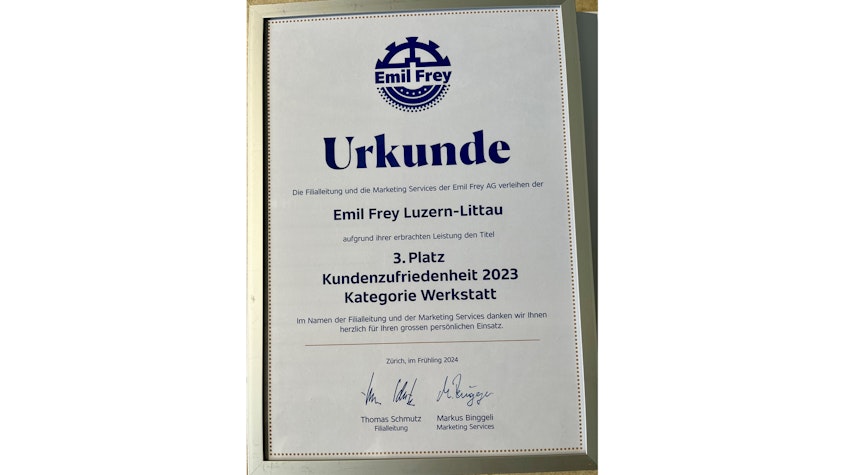 Emil Frey
Urkunde
Die Filialleitung und die Marketing Services der Emil Frey AG verleihen der
Emil Frey Luzern-Littau
aufgrund ihrer erbrachten Leistung den Titel
3. Platz
Kundenzufriedenheit 2023
Kategorie Werkstatt
Im Namen der Filialleitung und der Marketing Services danken wir Ihnen
herzlich für Ihren grossen persönlichen Einsatz.
Zürich, im Frühling 2024
Thomas Schmutz Markus Binggeli
Filialleitung Marketing Services